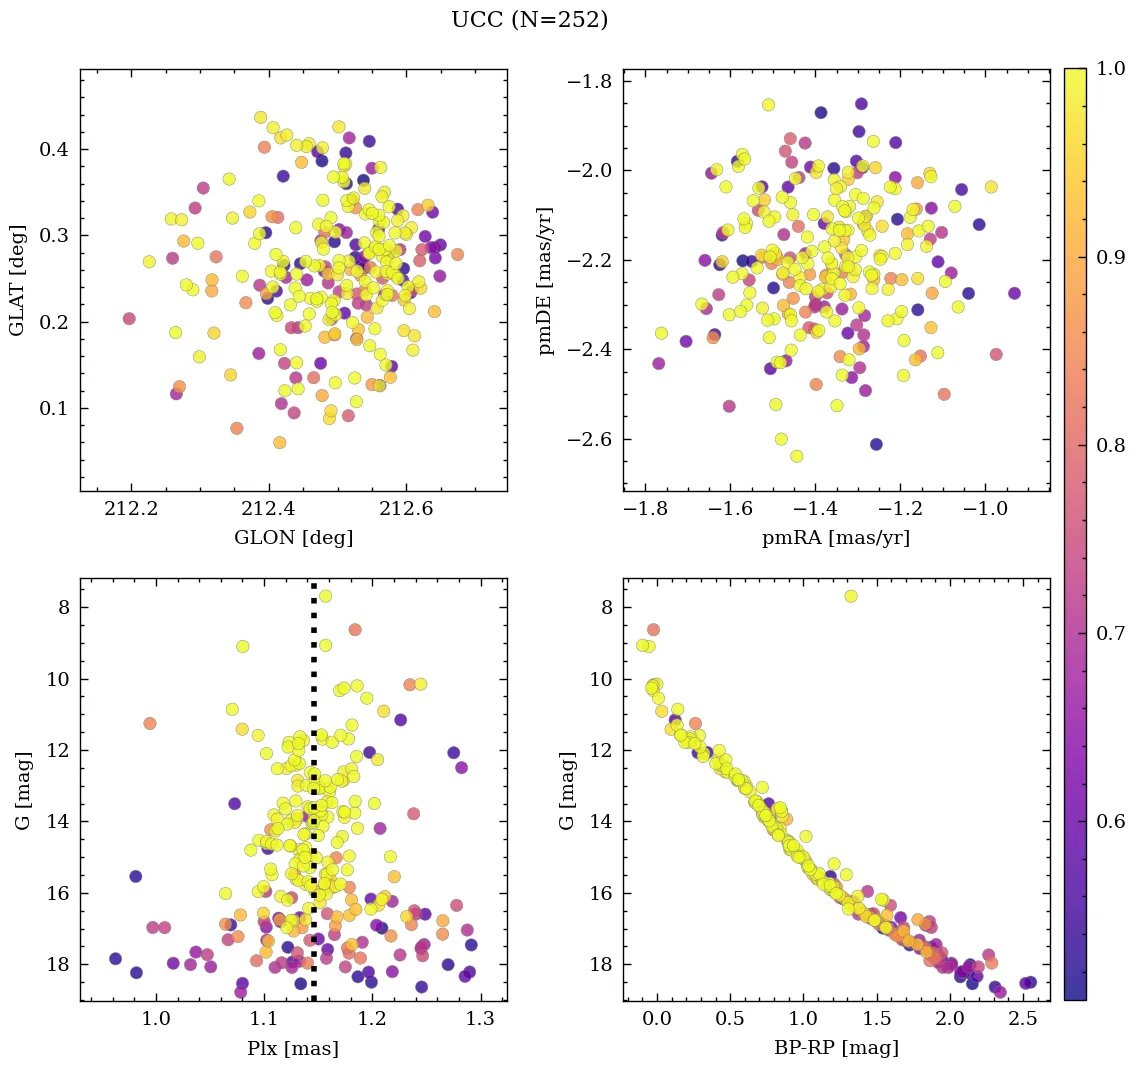 UCC (N=252)
0.4
0.3
0.2
0.1
GLAT [deg]
212.2 212.4 212.6
GLON [deg]
−1.8
−2.0
−2.2
−2.4
−2.6
pmDE [mas/yr]
−1.8 −1.6 −1.4 −1.2 −1.0
pmRA [mas/yr]
1.0
0.9
0.8
0.7
0.6
8
10
12
14
16
18
G [mag]
1.0 1.1 1.2 1.3
Plx [mas]
8
10
12
14
16
18
G [mag]
0.0 0.5 1.0 1.5 2.0 2.5
BP-RP [mag]